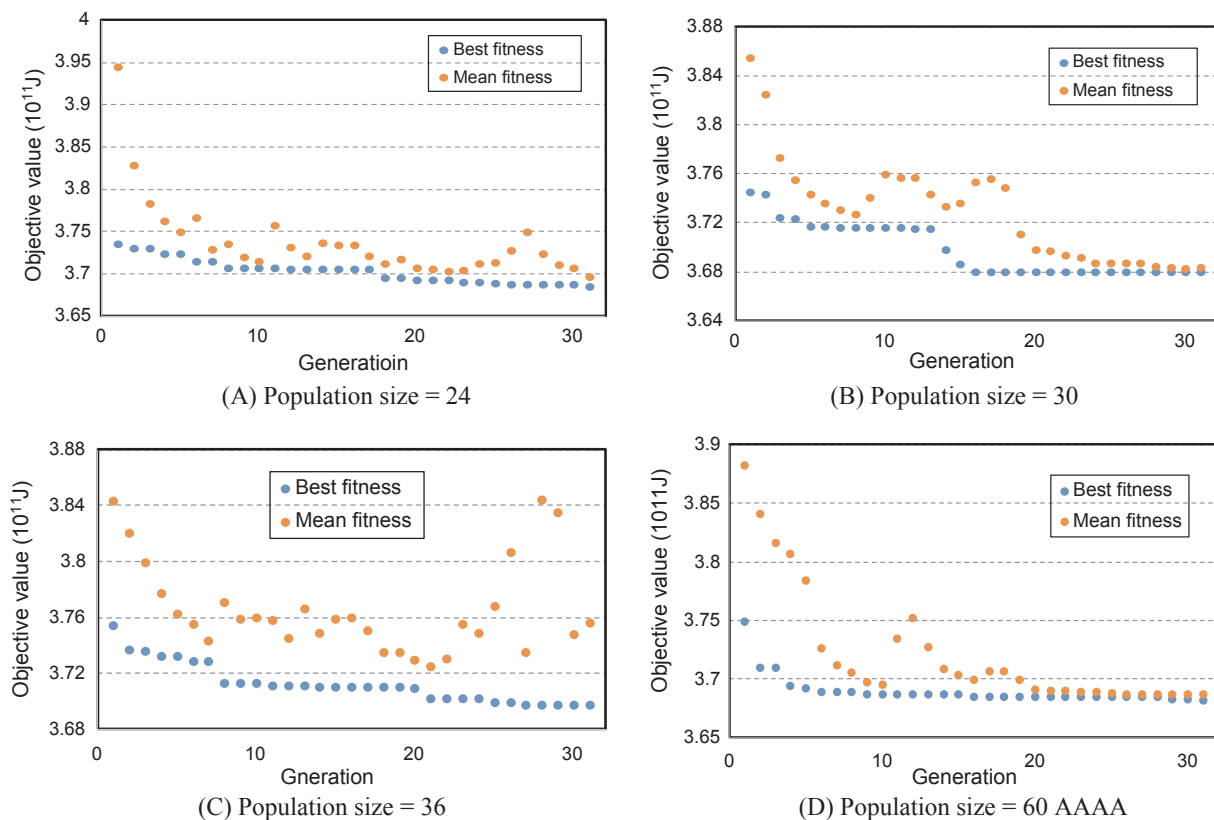 4
3.95
3.9
3.85
3.8
3.75
3.7
3.65
Objective value (10¹¹J)
Best fitness
Mean fitness
0
10
20
30
Generatioin
(A) Population size = 24
3.88
3.84
3.8
3.76
3.72
3.68
3.64
Objective value (10¹¹J)
Best fitness
Mean fitness
0
10
20
30
Generation
(B) Population size = 30
3.88
3.84
3.8
3.76
3.72
3.68
Objective value (10¹¹J)
Best fitness
Mean fitness
0
10
20
30
Gneration
(C) Population size = 36
3.9
3.85
3.8
3.75
3.7
3.65
Objective value (1011J)
Best fitness
Mean fitness
0
10
20
30
Generation
(D) Population size = 60 AAAA